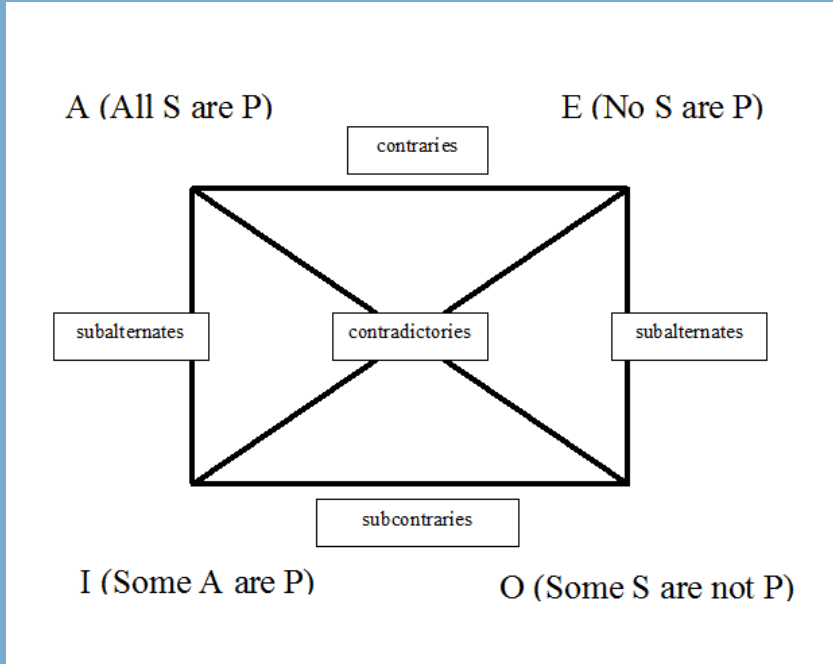 A (All S are P)
E (No S are P)
contraries
subalternates
contradictories
subalternates
subcontraries
I (Some A are P)
O (Some S are not P)